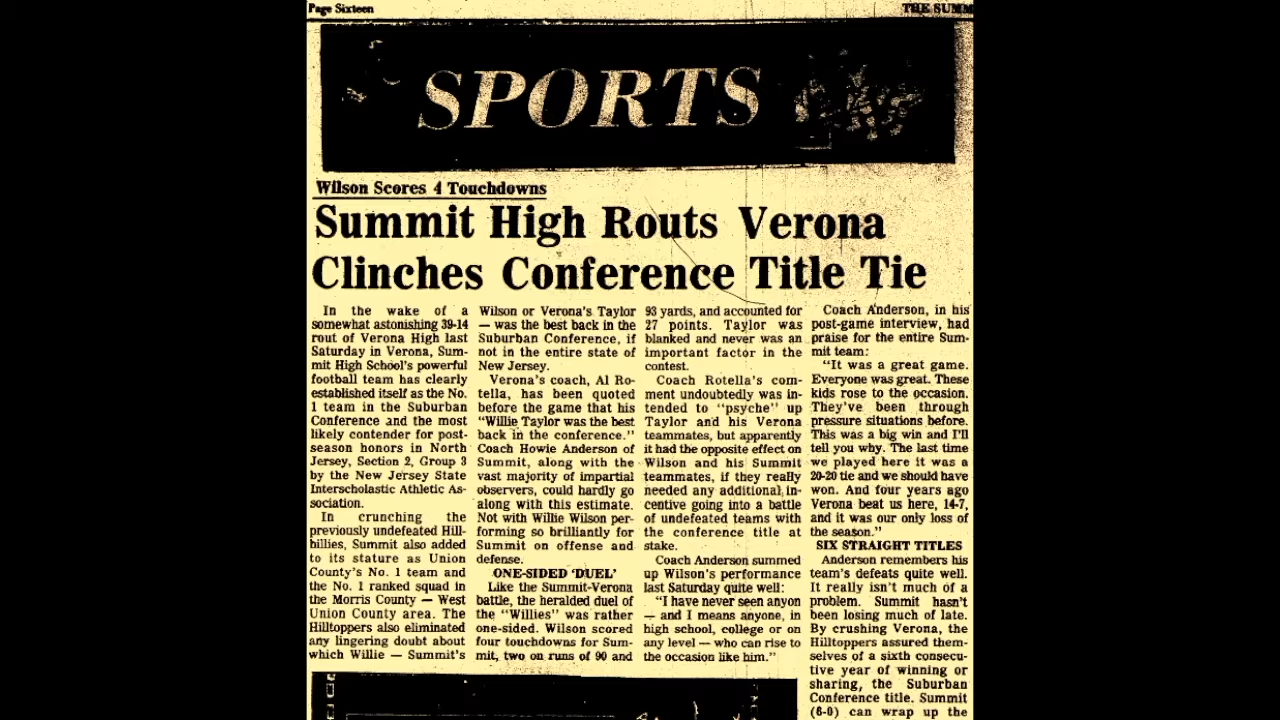 Page Sixteen
THE SUMM
SPORTS
Wilson Scores 4 Touchdowns
Summit High Routs Verona
Clinches Conference Title Tie
In the wake of a
somewhat astonishing 39-14
rout of Verona High last
Saturday in Verona, Sum-
mit High School's powerful
football team has clearly
established itself as the No.
1 team in the Suburban
Conference and the most
likely contender for post-
season honors in North
Jersey, Section 2, Group 3
by the New Jersey State
Interscholastic Athletic As-
sociation.
In crunching the
previously undefeated Hill-
billies, Summit also added
to its stature as Union
County's No. 1 team and
the No. 1 ranked squad in
the Morris County — West
Union County area. The
Hilltoppers also eliminated
any lingering doubt about
which Willie — Summit's
Wilson or Verona's Taylor
— was the best back in the
Suburban Conference, if
not in the entire state of
New Jersey.
Verona's coach, Al Ro-
tella, has been quoted
before the game that his
"Willie Taylor was the best
back in the conference."
Coach Howie Anderson of
Summit, along with the
vast majority of impartial
observers, could hardly go
along with this estimate.
Not with Willie Wilson per-
forming so brilliantly for
Summit on offense and
defense.
ONE-SIDED 'DUEL'
Like the Summit-Verona
battle, the heralded duel of
the "Willies" was rather
one-sided. Wilson scored
four touchdowns for Sum-
mit, two on runs of 90 and
93 yards, and accounted for
27 points. Taylor was
blanked and never was an
important factor in the
contest.
Coach Rotella's com-
ment undoubtedly was in-
tended to "psyche" up
Taylor and his Verona
teammates, but apparently
it had the opposite effect on
Wilson and his Summit
teammates, if they really
needed any additional in-
centive going into a battle
of undefeated teams with
the conference title at
stake.
Coach Anderson summed
up Wilson's performance
last Saturday quite well:
"I have never seen anyon
— and I means anyone, in
high school, college or on
any level — who can rise to
the occasion like him."
Coach Anderson, in his
post-game interview, had
praise for the entire Sum-
mit team:
"It was a great game.
Everyone was great. These
kids rose to the occasion.
They've been through
pressure situations before.
This was a big win and I'll
tell you why. The last time
we played here it was a
20-20 tie and we should have
won. And four years ago
Verona beat us here, 14-7,
and it was our only loss of
the season."
SIX STRAIGHT TITLES
Anderson remembers his
team's defeats quite well.
It really isn't much of a
problem. Summit hasn't
been losing much of late.
By crushing Verona, the
Hilltoppers assured them-
selves of a sixth consecu-
tive year of winning or
sharing, the Suburban
Conference title. Summit
(6-0) can wrap up the